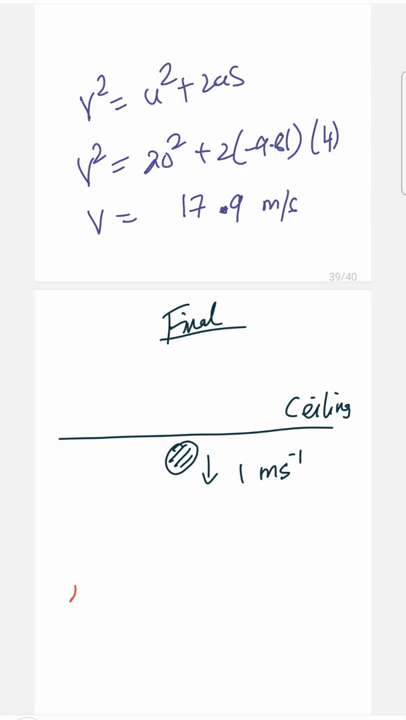 v² = u² + 2as
v² = 20² + 2(-9.81)(4)
v = 17.9 m/s
39/40
Final
Ceiling
↓ 1 ms⁻¹